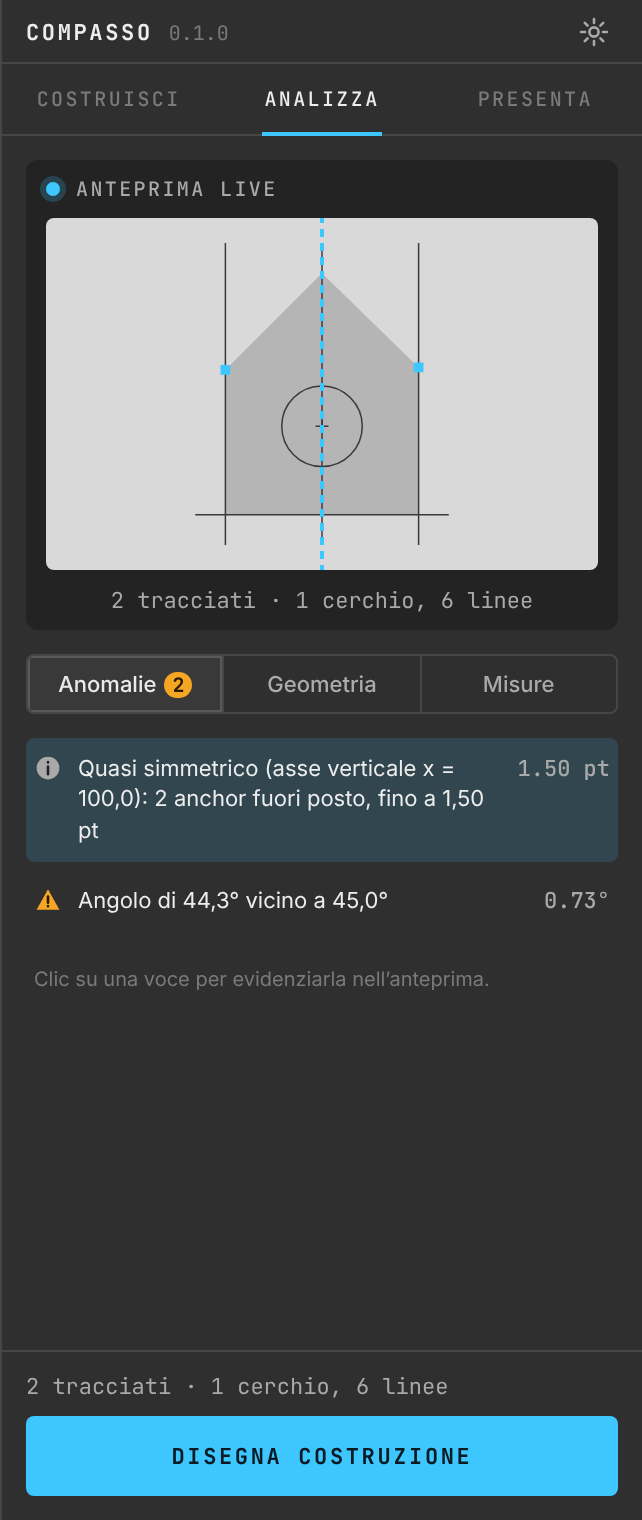 COMPASSO 0.1.0
COSTRUISCI ANALIZZA PRESENTA
ANTEPRIMA LIVE
2 tracciati · 1 cerchio, 6 linee
Anomalie 2 Geometria Misure
Quasi simmetrico (asse verticale x = 1.50 pt
100,0): 2 anchor fuori posto, fino a 1,50
pt
Angolo di 44,3° vicino a 45,0° 0.73°
Clic su una voce per evidenziarla nell’anteprima.
2 tracciati · 1 cerchio, 6 linee
DISEGNA COSTRUZIONE